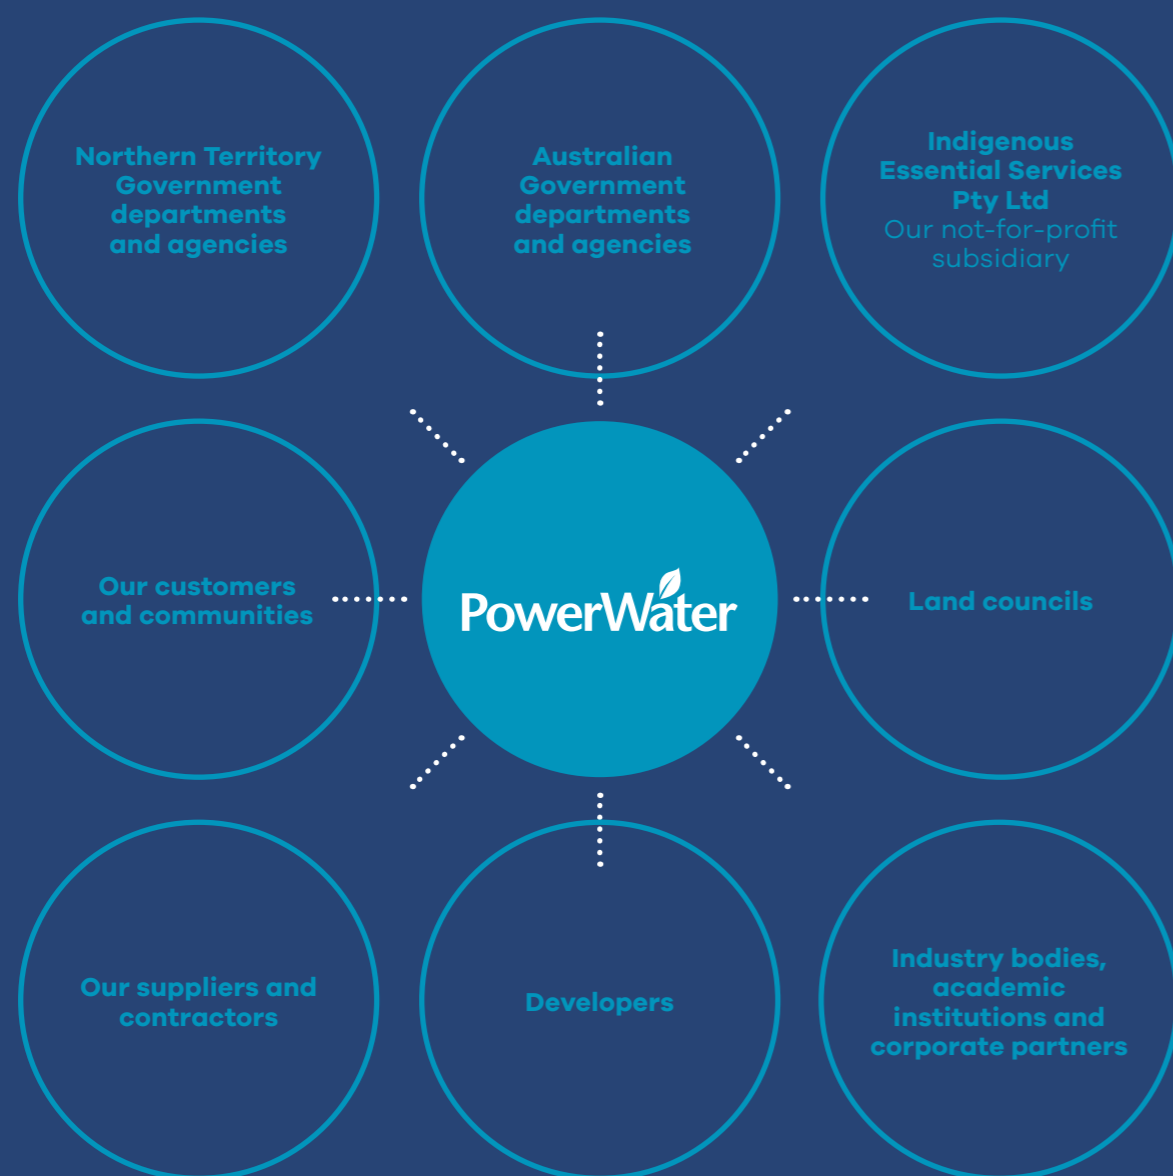 Northern Territory
Government
departments
and agencies
Australian
Government
departments
and agencies
Indigenous
Essential Services
Pty Ltd
Our not-for-profit
subsidiary
Our customers
and communities
PowerWater
Land councils
Our suppliers and
contractors
Developers
Industry bodies,
academic
institutions and
corporate partners